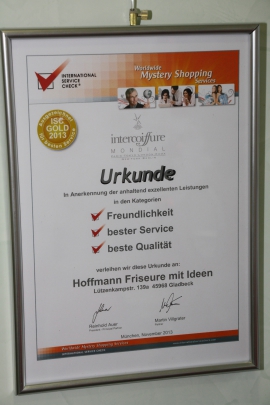 INTERNATIONAL
SERVICE
CHECK
Worldwide
Mystery Shopping
Services
ISC
GOLD
2013
intercoiffure
MONDIAL
Urkunde
In Anerkennung der anhaltend exzellenten Leistungen
in den Kategorien
Freundlichkeit
bester Service
beste Qualität
verleihen wir diese Urkunde an:
Hoffmann Friseure mit Ideen
Lützenkampstr. 139a 45968 Gladbeck
München, November 2013